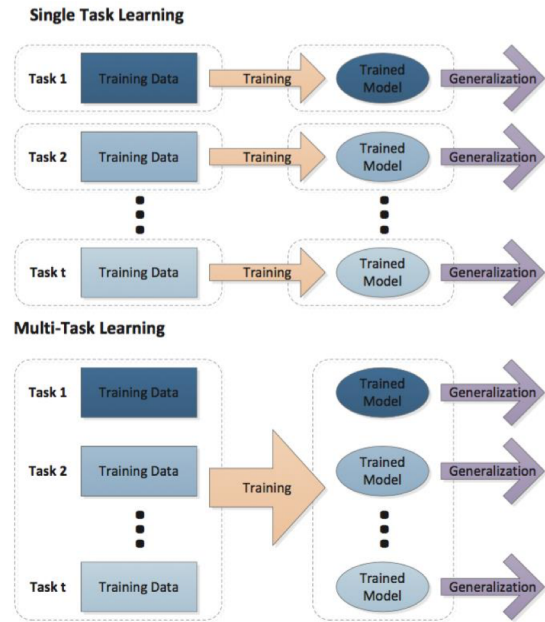 Single Task Learning
Task 1
Training Data
Training
Trained
Model
Generalization
Task 2
Training Data
Training
Trained
Model
Generalization
Task t
Training Data
Training
Trained
Model
Generalization
Multi-Task Learning
Task 1
Training Data
Trained
Model
Generalization
Task 2
Training Data
Training
Trained
Model
Generalization
Task t
Training Data
Trained
Model
Generalization